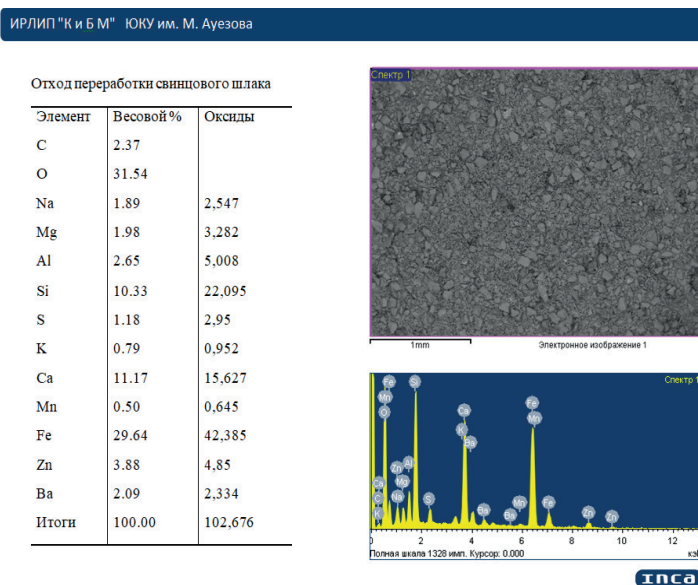 ИРЛИП "К и Б М" ЮКУ им. М. Ауезова
Отход переработки свинцового шлака
Элемент Весовой % Оксиды
C 2.37
O 31.54
Na 1.89 2,547
Mg 1.98 3,282
Al 2.65 5,008
Si 10.33 22,095
S 1.18 2,95
K 0.79 0,952
Ca 11.17 15,627
Mn 0.50 0,645
Fe 29.64 42,385
Zn 3.88 4,85
Ba 2.09 2,334
Итоги 100.00 102,676
Спектр 1
1mm Электронное изображение 1
Спектр 1
Fe Si
Mn
O
Ca Fe
Mn
K Ba
Zn Al
Ca Mg
C Na S Mn Fe
K Ba Ba Zn Zn
2 4 6 8 10 12
Полная шкала 1328 имп. Курсор: 0.000 кэ
Inca